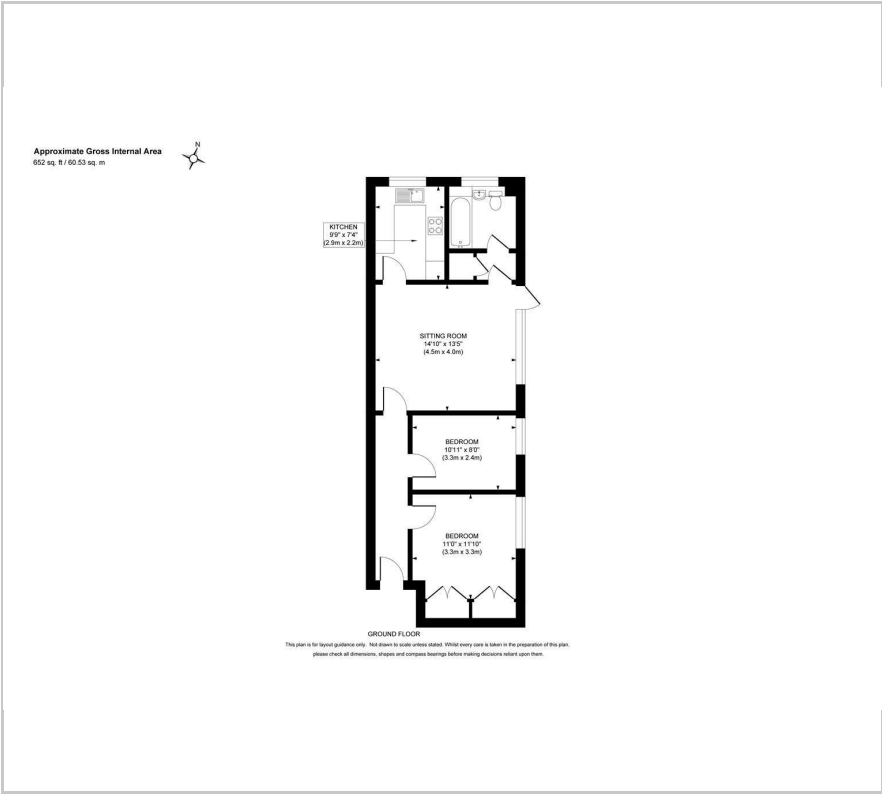 Approximate Gross Internal Area
652 sq. ft / 60.53 sq. m
N
KITCHEN
9'9" x 7'4"
(2.9m x 2.2m)
SITTING ROOM
14'10" x 13'5"
(4.5m x 4.0m)
BEDROOM
10'11" x 8'0"
(3.3m x 2.4m)
BEDROOM
11'0" x 11'10"
(3.3m x 3.3m)
GROUND FLOOR
This plan is for layout guidance only. Not drawn to scale unless stated. Whilst every care is taken in the preparation of this plan.
please check all dimensions, shapes and compass bearings before making decisions reliant upon them.